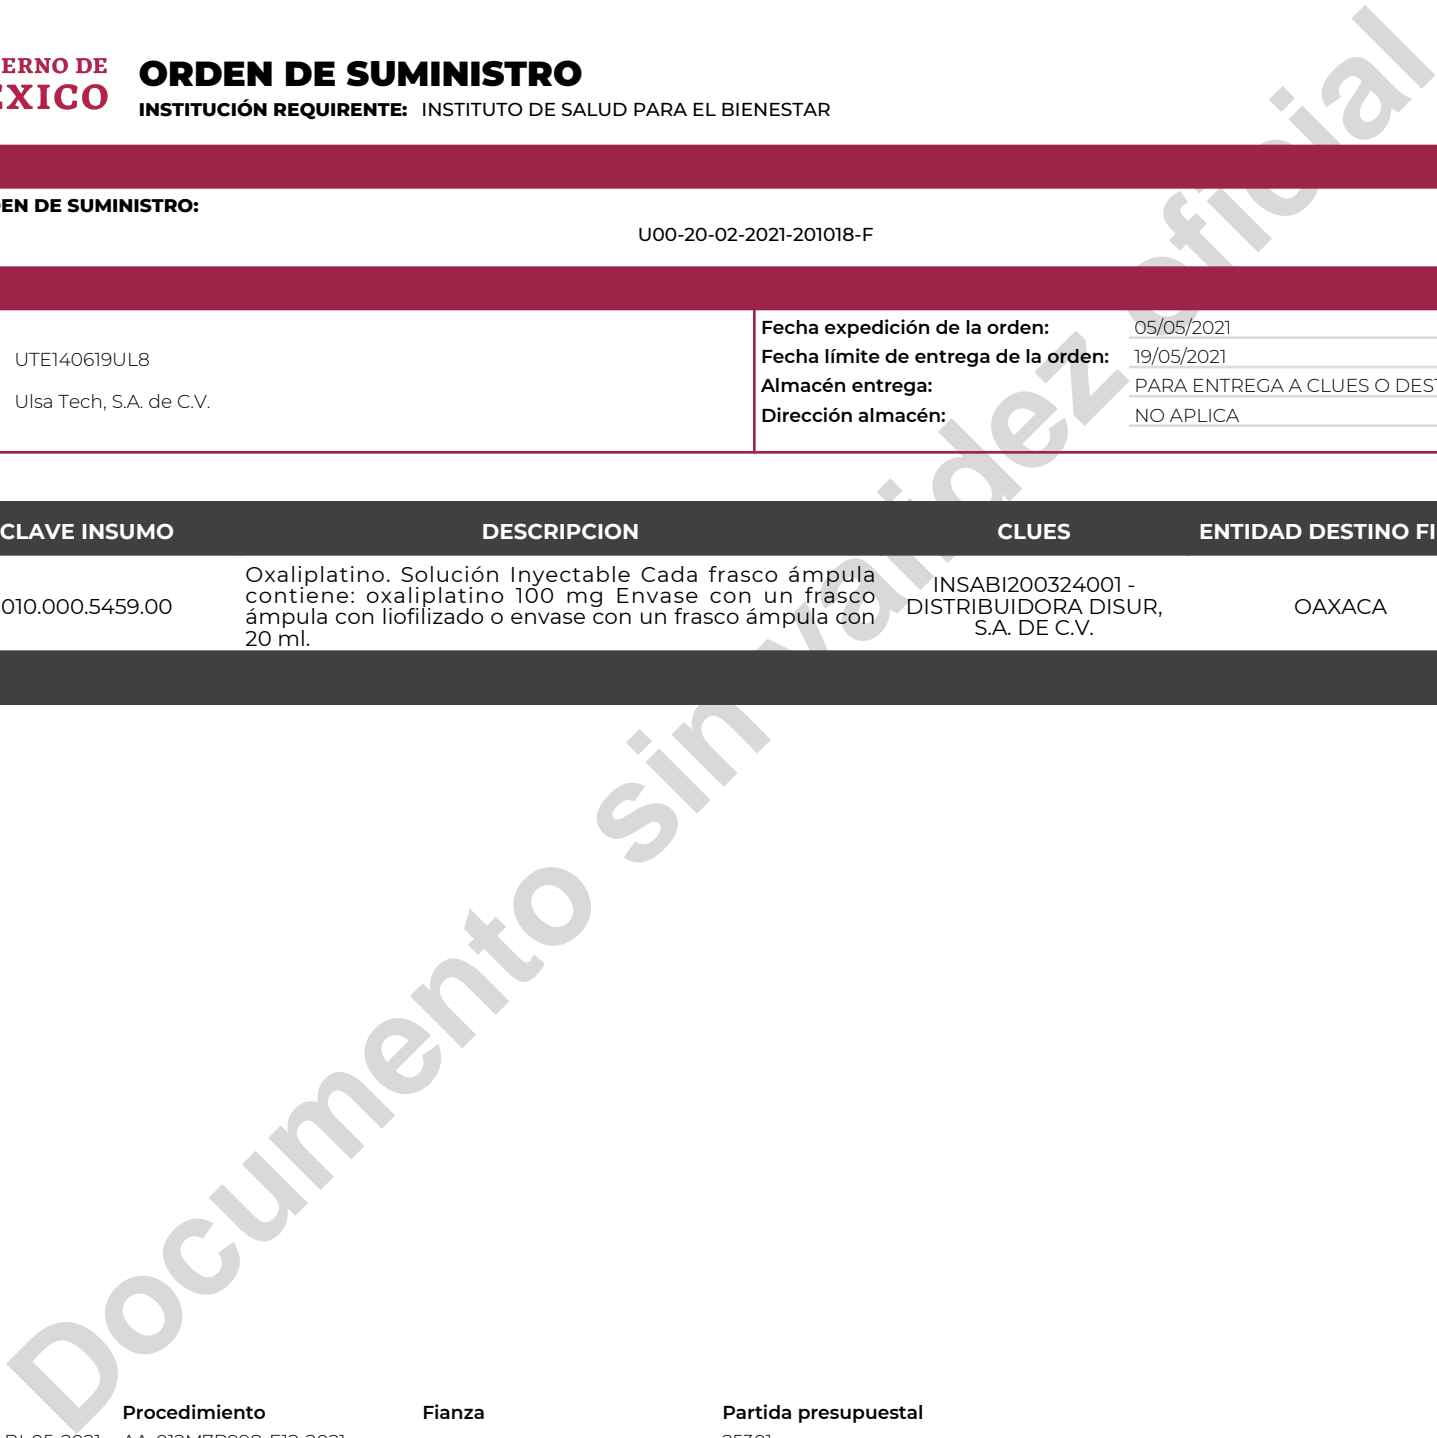 ERNO DE
ORDEN DE SUMINISTRO
INSTITUCIÓN REQUIRENTE: INSTITUTO DE SALUD PARA EL BIENESTAR
EN DE SUMINISTRO:
U00-20-02-2021-201018-F
UTE140619UL8
Ulsa Tech, S.A. de C.V.
Fecha expedición de la orden: 05/05/2021
Fecha límite de entrega de la orden: 19/05/2021
Almacén entrega: PARA ENTREGA A CLUES O DES
Dirección almacén: NO APLICA
CLAVE INSUMO DESCRIPCION CLUES ENTIDAD DESTINO FI
010.000.5459.00
Oxaliplatino. Solución Inyectable Cada frasco ámpula
contiene: oxaliplatino 100 mg Envase con un frasco
ámpula con liofilizado o envase con un frasco ámpula con
20 ml.
INSABI200324001 -
DISTRIBUIDORA DISUR,
S.A. DE C.V.
OAXACA
Documento sin validez oficial
Procedimiento Fianza Partida presupuestal